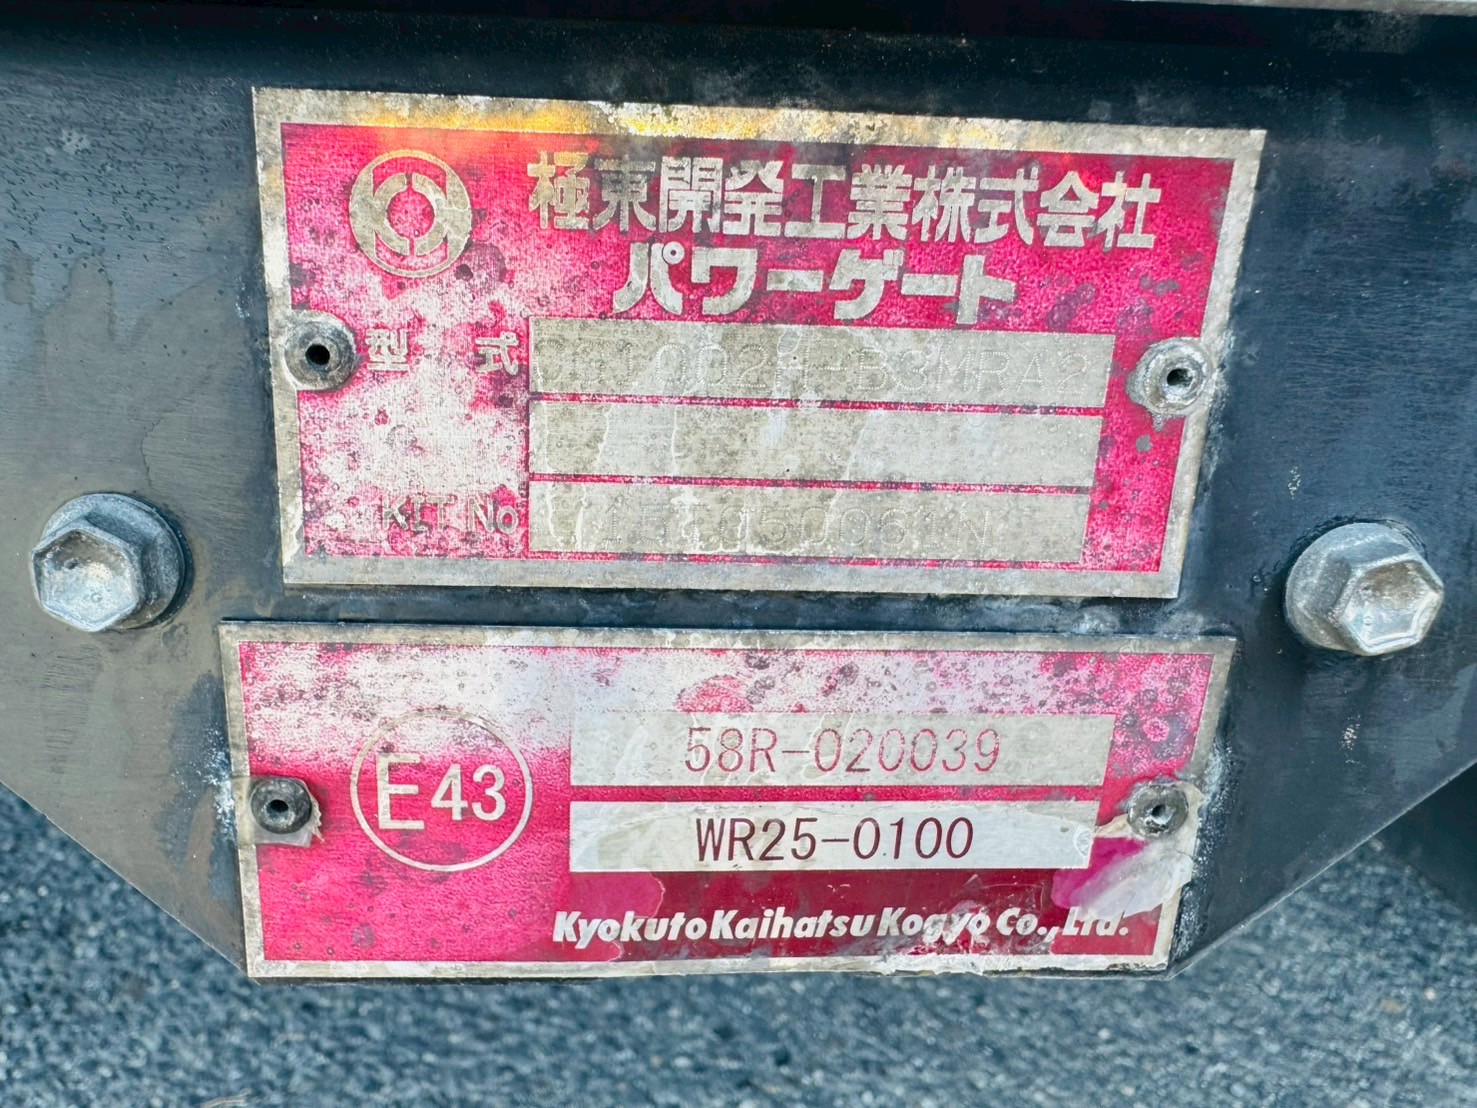 極東開発工業株式会社
パワーゲート
型式
KIT No
E43
58R-020039
WR25-0100
Kyokuto Kaihatsu Kogyo Co., Ltd.